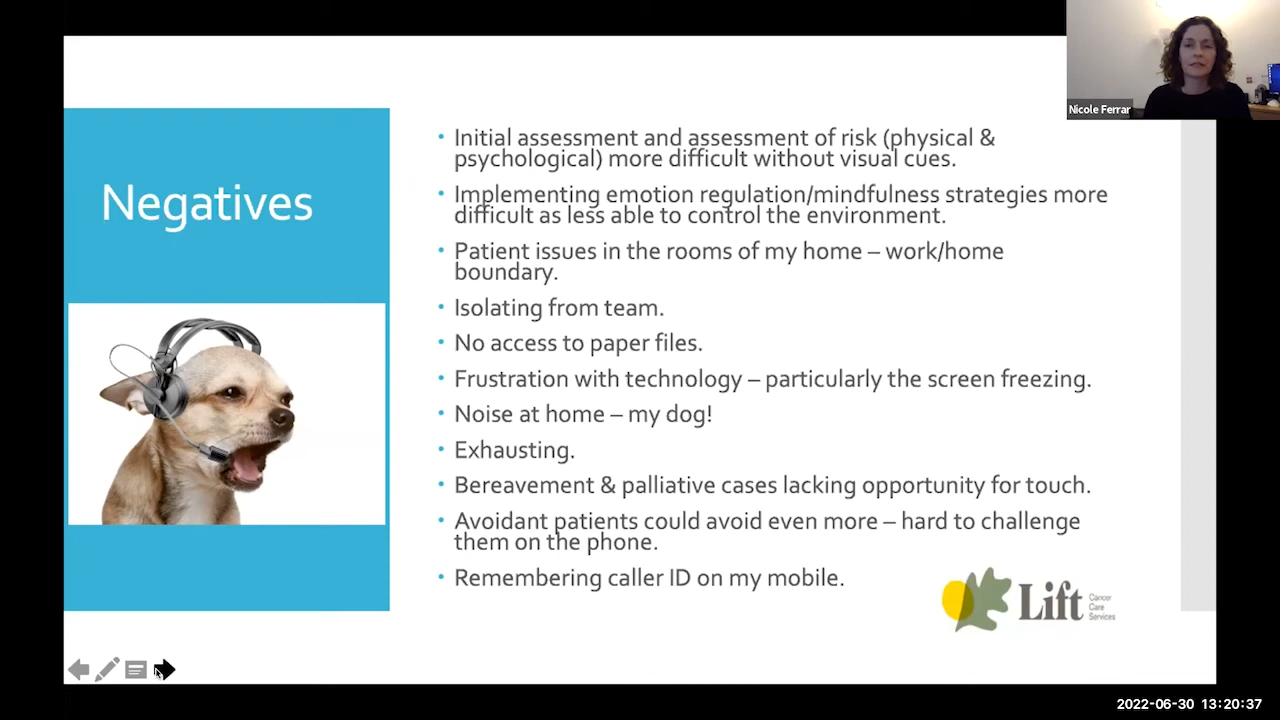 Nicole Ferrar
Negatives
• Initial assessment and assessment of risk (physical &
psychological) more difficult without visual cues.
• Implementing emotion regulation/mindfulness strategies more
difficult as less able to control the environment.
• Patient issues in the rooms of my home – work/home
boundary.
• Isolating from team.
• No access to paper files.
• Frustration with technology – particularly the screen freezing.
• Noise at home – my dog!
• Exhausting.
• Bereavement & palliative cases lacking opportunity for touch.
• Avoidant patients could avoid even more – hard to challenge
them on the phone.
• Remembering caller ID on my mobile.
Lift
Cancer
Care
Services
2022-06-30 13:20:37